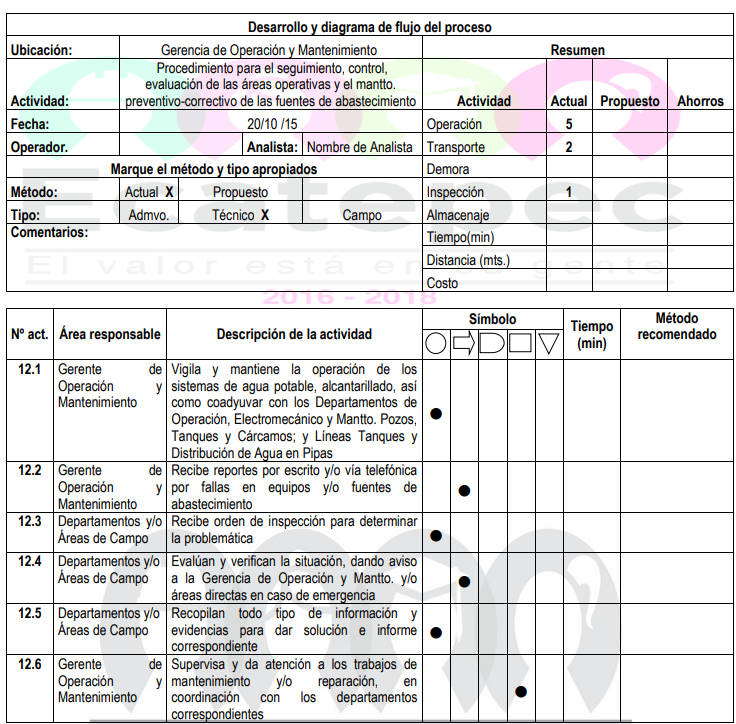 Desarrollo y diagrama de flujo del proceso
Ubicación: Gerencia de Operación y Mantenimiento Resumen
Actividad: Procedimiento para el seguimiento, control,
evaluación de las áreas operativas y el mantto.
preventivo-correctivo de las fuentes de abastecimiento
Actividad Actual Propuesto Ahorros
Fecha: 20/10 /15 Operación 5
Operador. Analista: Nombre de Analista Transporte 2
Marque el método y tipo apropiados Demora
Método: Actual X Propuesto Inspección 1
Tipo: Admvo. Técnico X Campo Almacenaje
Comentarios: Tiempo(min)
Distancia (mts.)
Costo
Ecatepec
El valor está en su gente
2016 - 2018
Nº act. Área responsable Descripción de la actividad Símbolo Tiempo
(min) Método
recomendado
12.1 Gerente de
Operación y
Mantenimiento
Vigila y mantiene la operación de los
sistemas de agua potable, alcantarillado, así
como coadyuvar con los Departamentos de
Operación, Electromecánico y Mantto. Pozos,
Tanques y Cárcamos; y Líneas Tanques y
Distribución de Agua en Pipas
12.2 Gerente de
Operación y
Mantenimiento
Recibe reportes por escrito y/o vía telefónica
por fallas en equipos y/o fuentes de
abastecimiento
12.3 Departamentos y/o
Áreas de Campo
Recibe orden de inspección para determinar
la problemática
12.4 Departamentos y/o
Áreas de Campo
Evalúan y verifican la situación, dando aviso
a la Gerencia de Operación y Mantto. y/o
áreas directas en caso de emergencia
12.5 Departamentos y/o
Áreas de Campo
Recopilan todo tipo de información y
evidencias para dar solución e informe
correspondiente
12.6 Gerente de
Operación y
Mantenimiento
Supervisa y da atención a los trabajos de
mantenimiento y/o reparación, en
coordinación con los departamentos
correspondientes